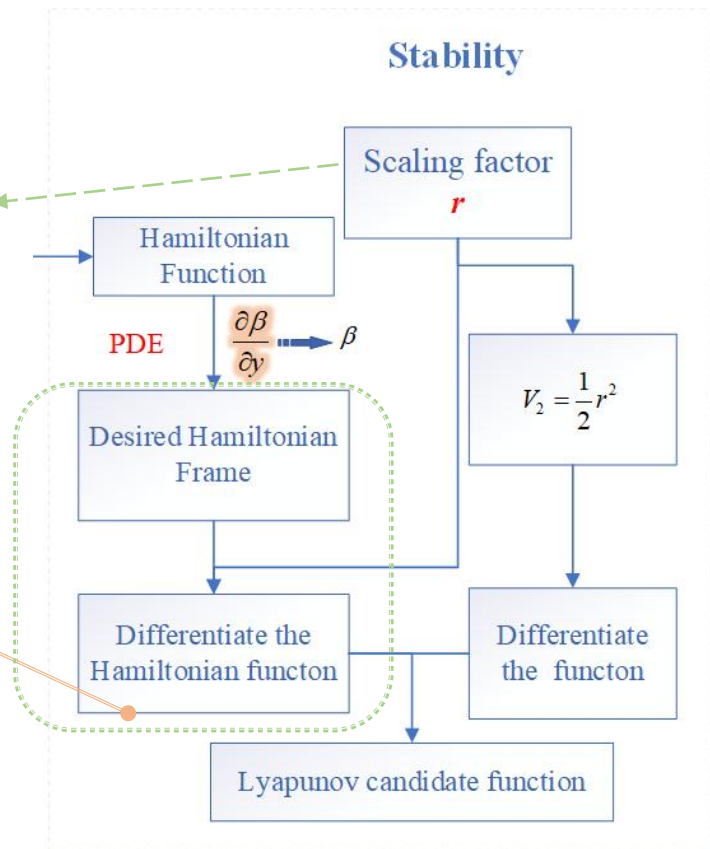 Stability
Scaling factor
r
Hamiltonian
Function
PDE
∂β/∂y β
V₂ = 1/2 r²
Desired Hamiltonian
Frame
Differentiate the
Hamiltonian functon
Differentiate
the functon
Lyapunov candidate function